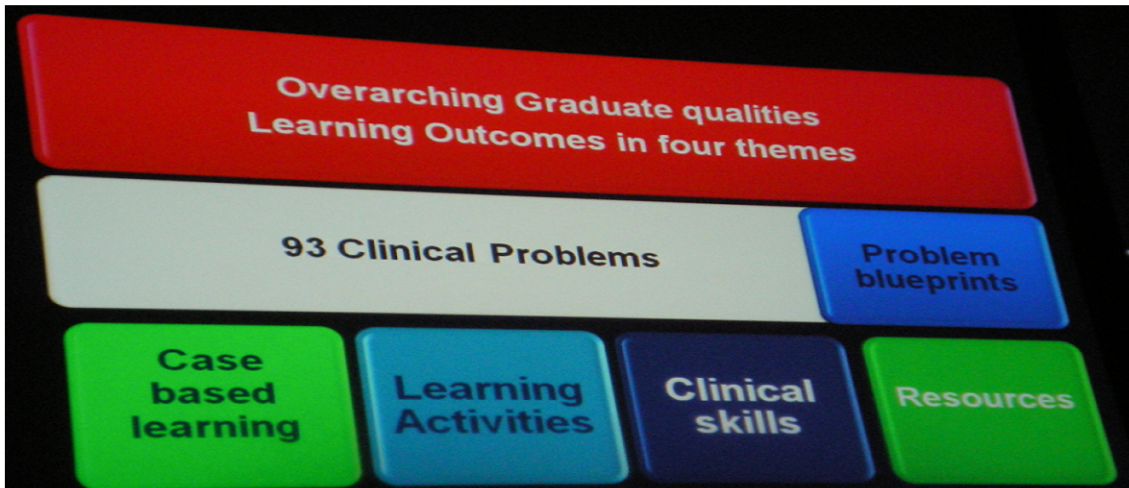 Overarching Graduate qualities
Learning Outcomes in four themes
93 Clinical Problems
Problem
blueprints
Case
based
learning
Learning
Activities
Clinical
skills
Resources